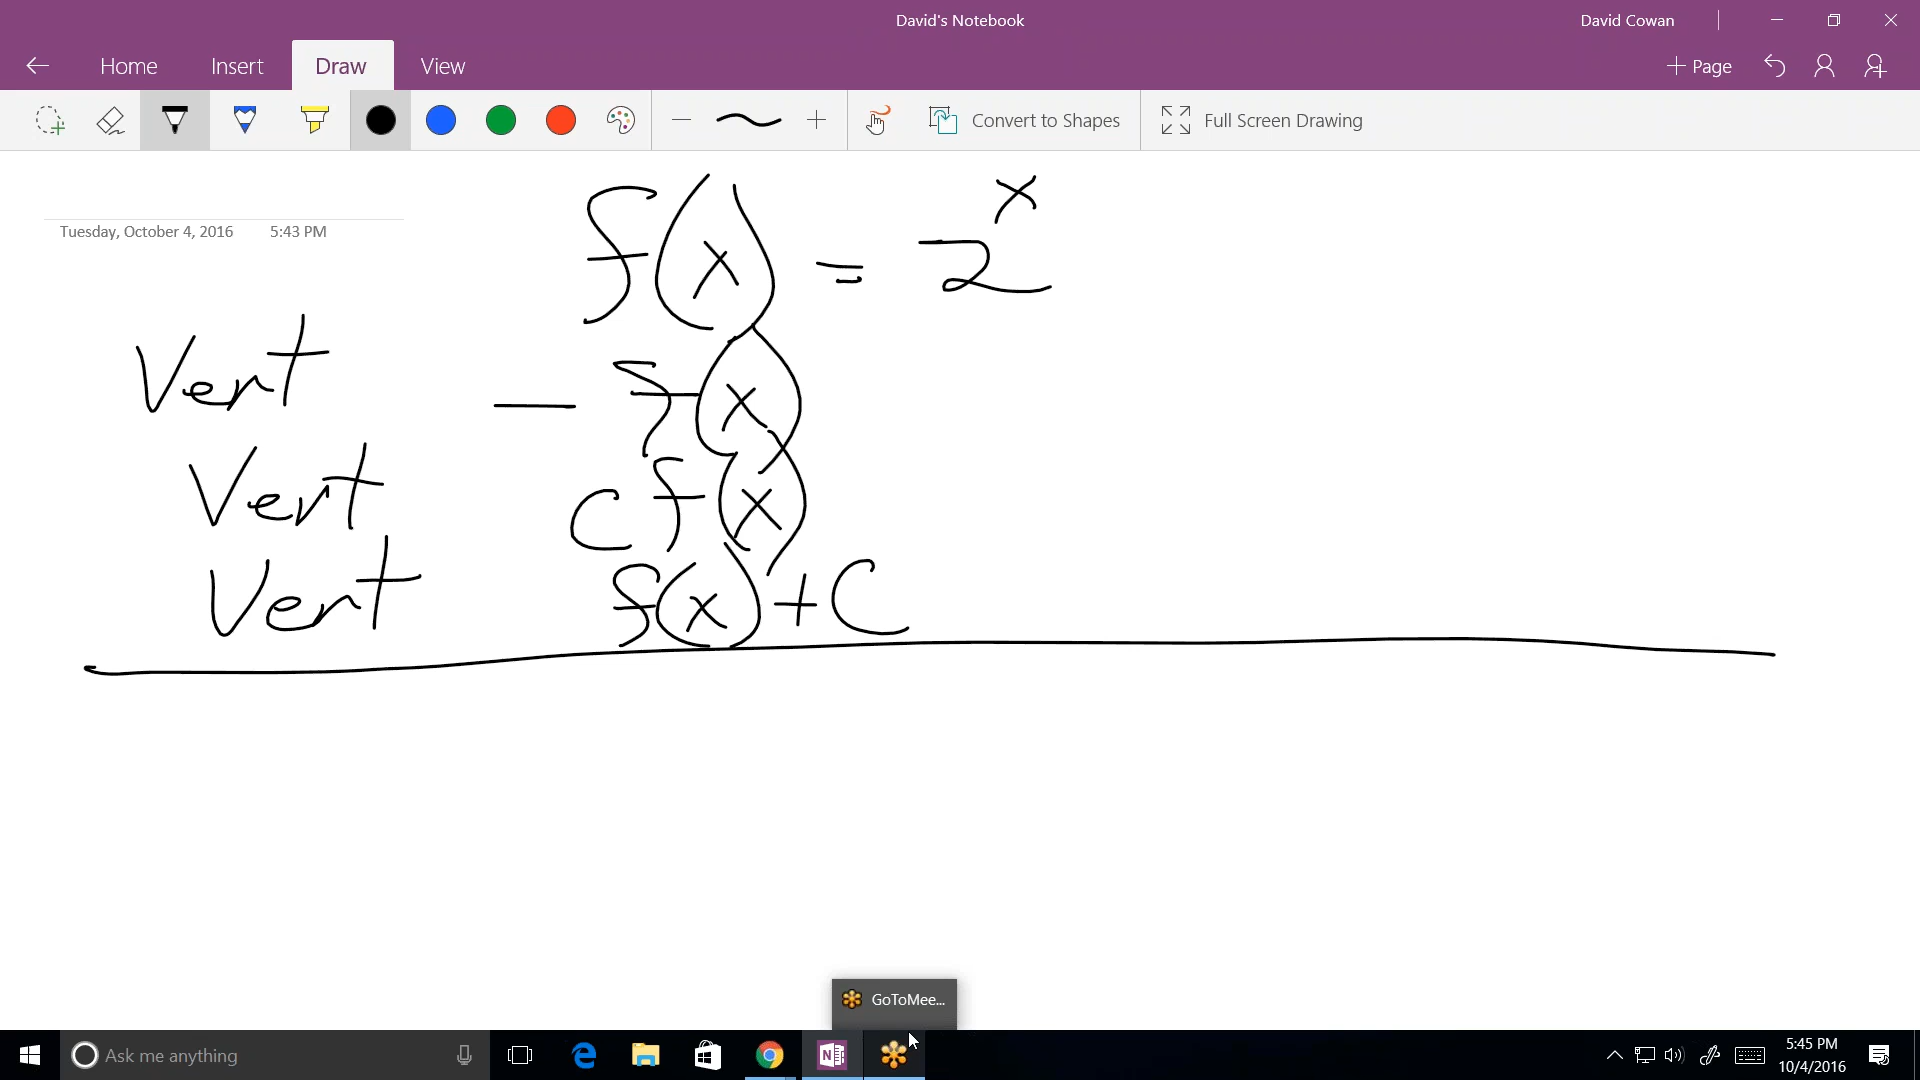 David's Notebook David Cowan
Home Insert Draw View + Page
Convert to Shapes Full Screen Drawing
f(x) = 2^x
Tuesday, October 4, 2016 5:43 PM
Vert - f(x)
Vert C f(x)
Vert f(x) + C
GoToMee...
Ask me anything
N
5:45 PM
10/4/2016